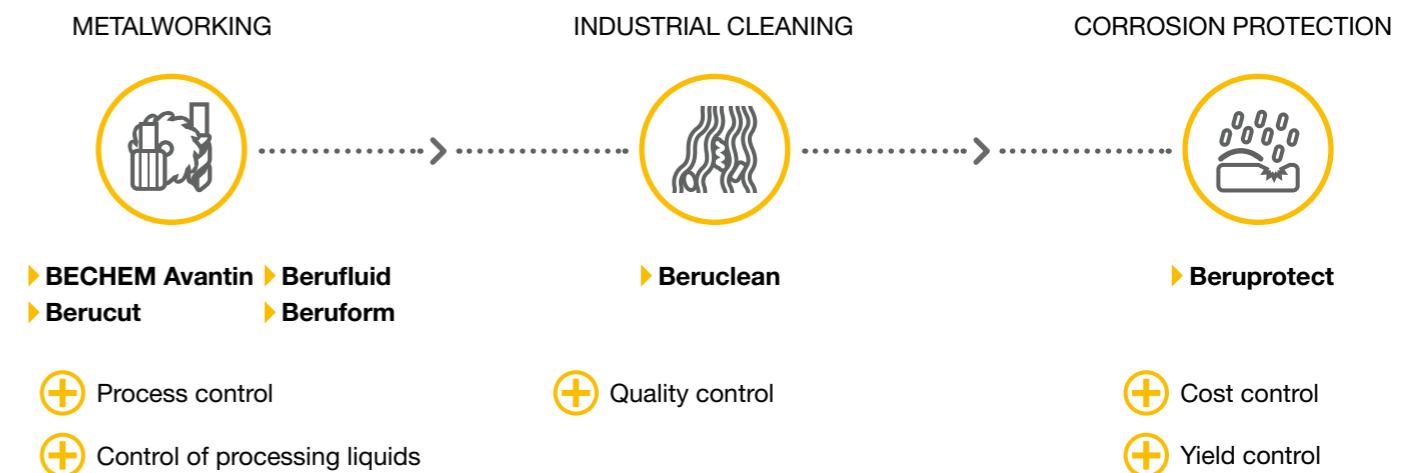 METALWORKING
INDUSTRIAL CLEANING
CORROSION PROTECTION
BECHEM Avantin
Berufluid
Berucut
Beruform
Beruclean
Beruprotect
Process control
Quality control
Cost control
Control of processing liquids
Yield control